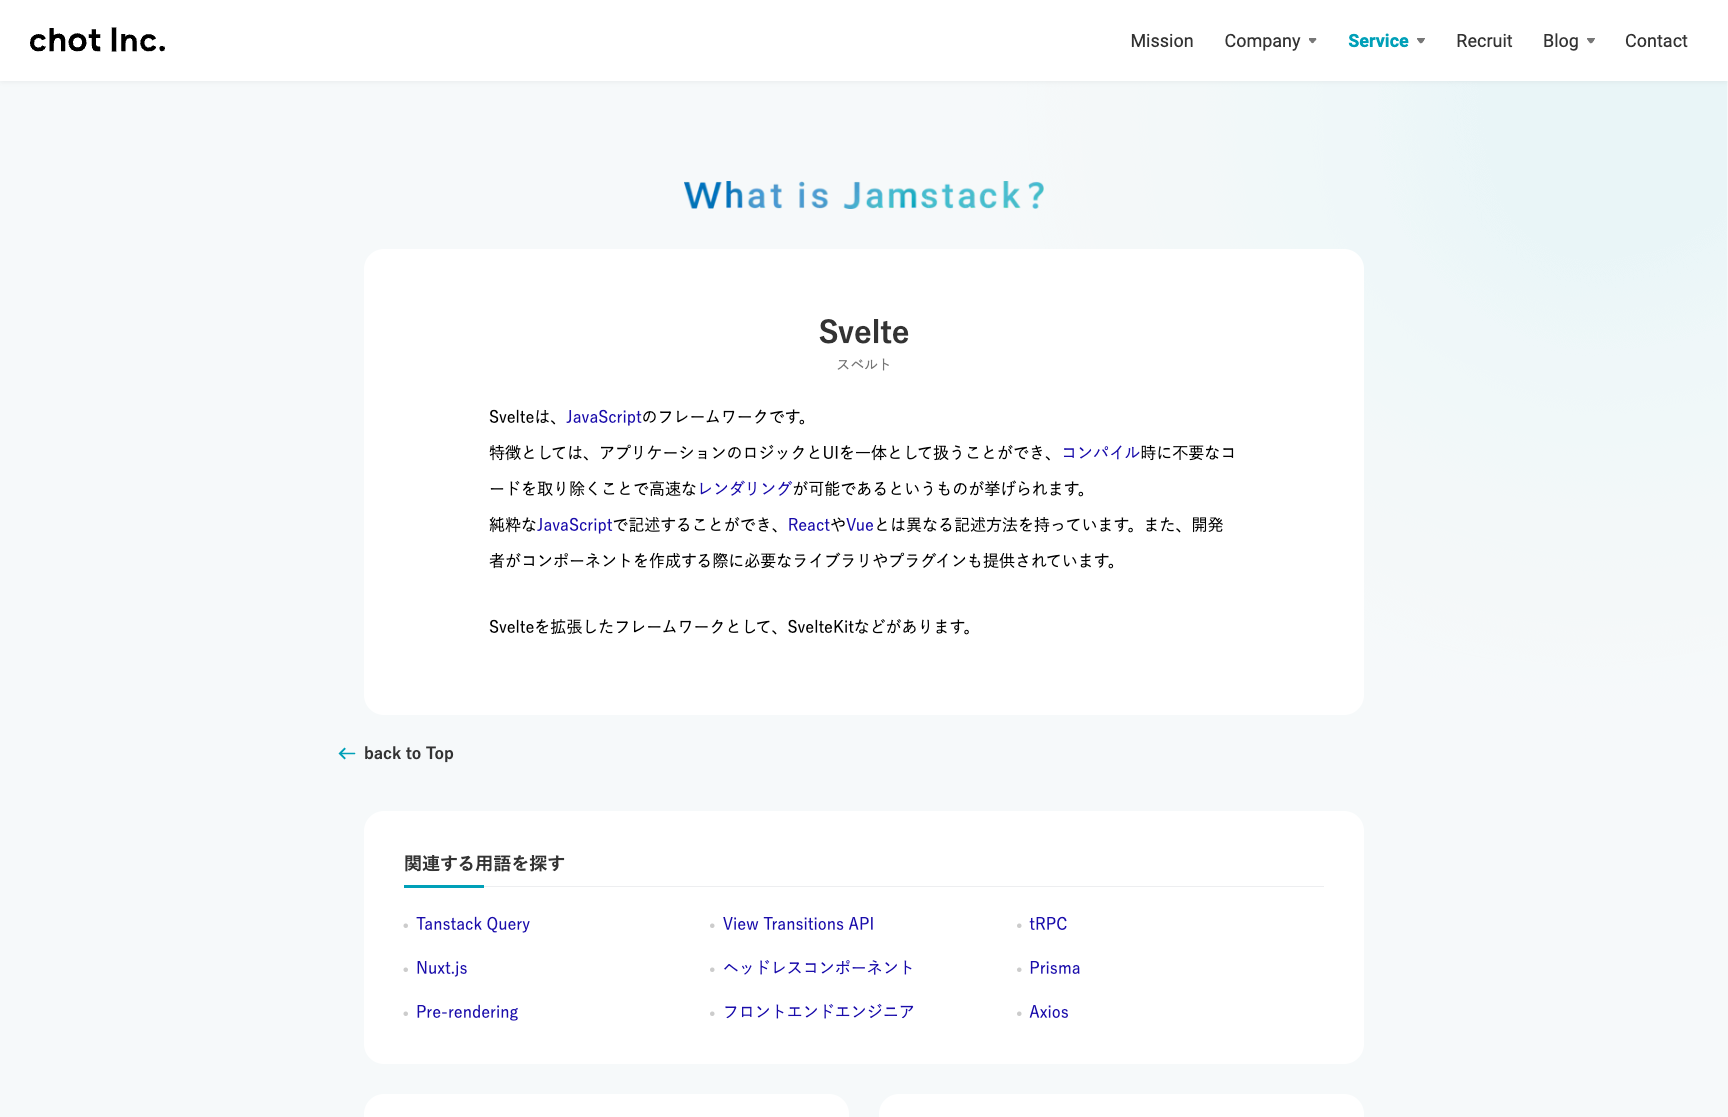 chot Inc.
Mission Company Service Recruit Blog Contact
What is Jamstack?
Svelte
スベルト
Svelteは、JavaScriptのフレームワークです。
特徴としては、アプリケーションのロジックとUIを一体として扱うことができ、コンパイル時に不要なコ
ードを取り除くことで高速なレンダリングが可能であるというものが挙げられます。
純粋なJavaScriptで記述することができ、ReactやVueとは異なる記述方法を持っています。また、開発
者がコンポーネントを作成する際に必要なライブラリやプラグインも提供されています。
Svelteを拡張したフレームワークとして、SvelteKitなどがあります。
← back to Top
関連する用語を探す
Tanstack Query
View Transitions API
tRPC
Nuxt.js
ヘッドレスコンポーネント
Prisma
Pre-rendering
フロントエンドエンジニア
Axios